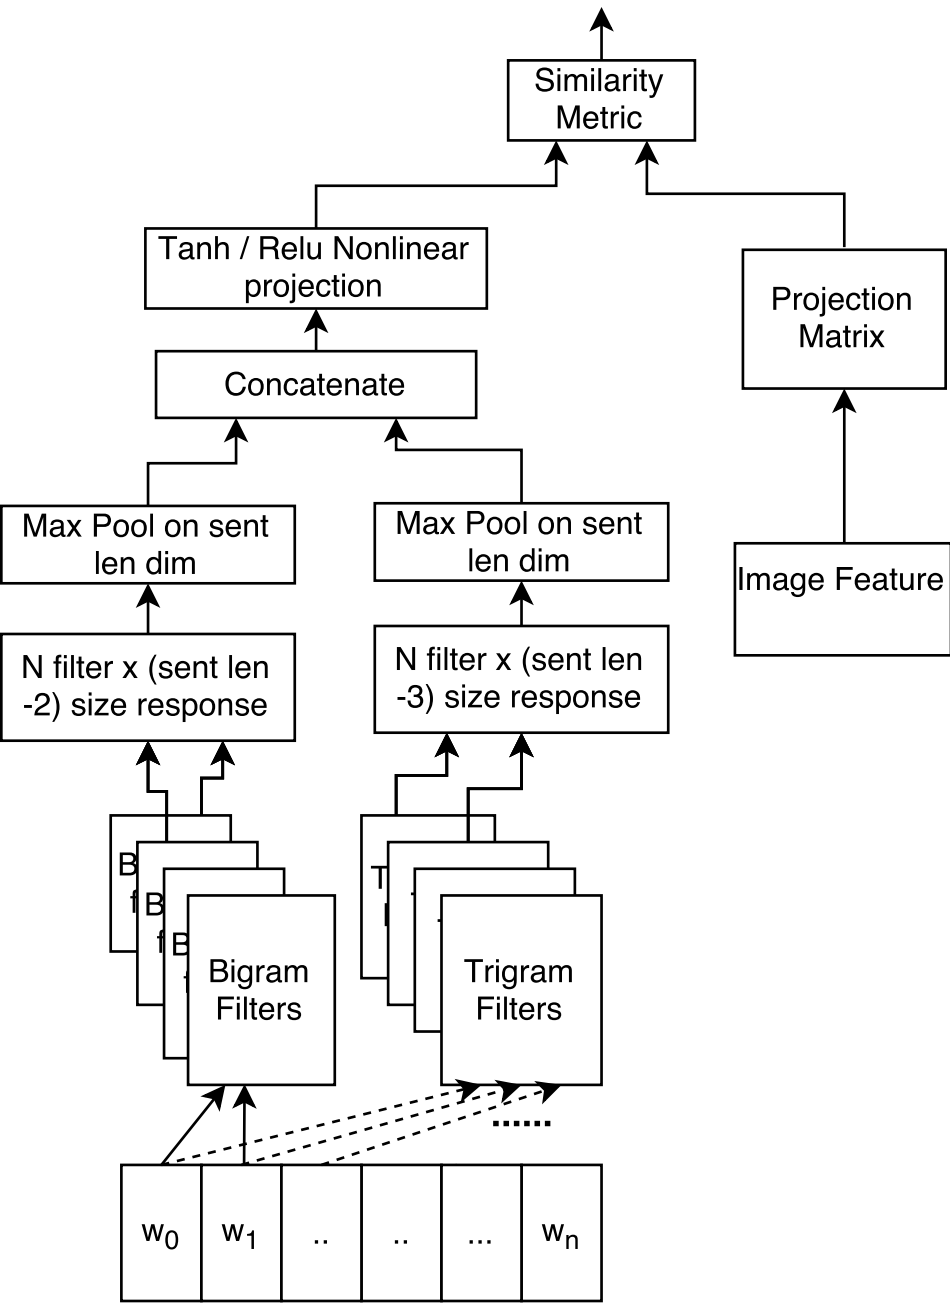 Similarity
Metric
Tanh / Relu Nonlinear
projection
Projection
Matrix
Concatenate
Max Pool on sent
len dim
Max Pool on sent
len dim
Image Feature
N filter x (sent len
-2) size response
N filter x (sent len
-3) size response
B
f
B
f
B
T
Bigram
Filters
Trigram
Filters
......
w0
w1
..
..
...
wn